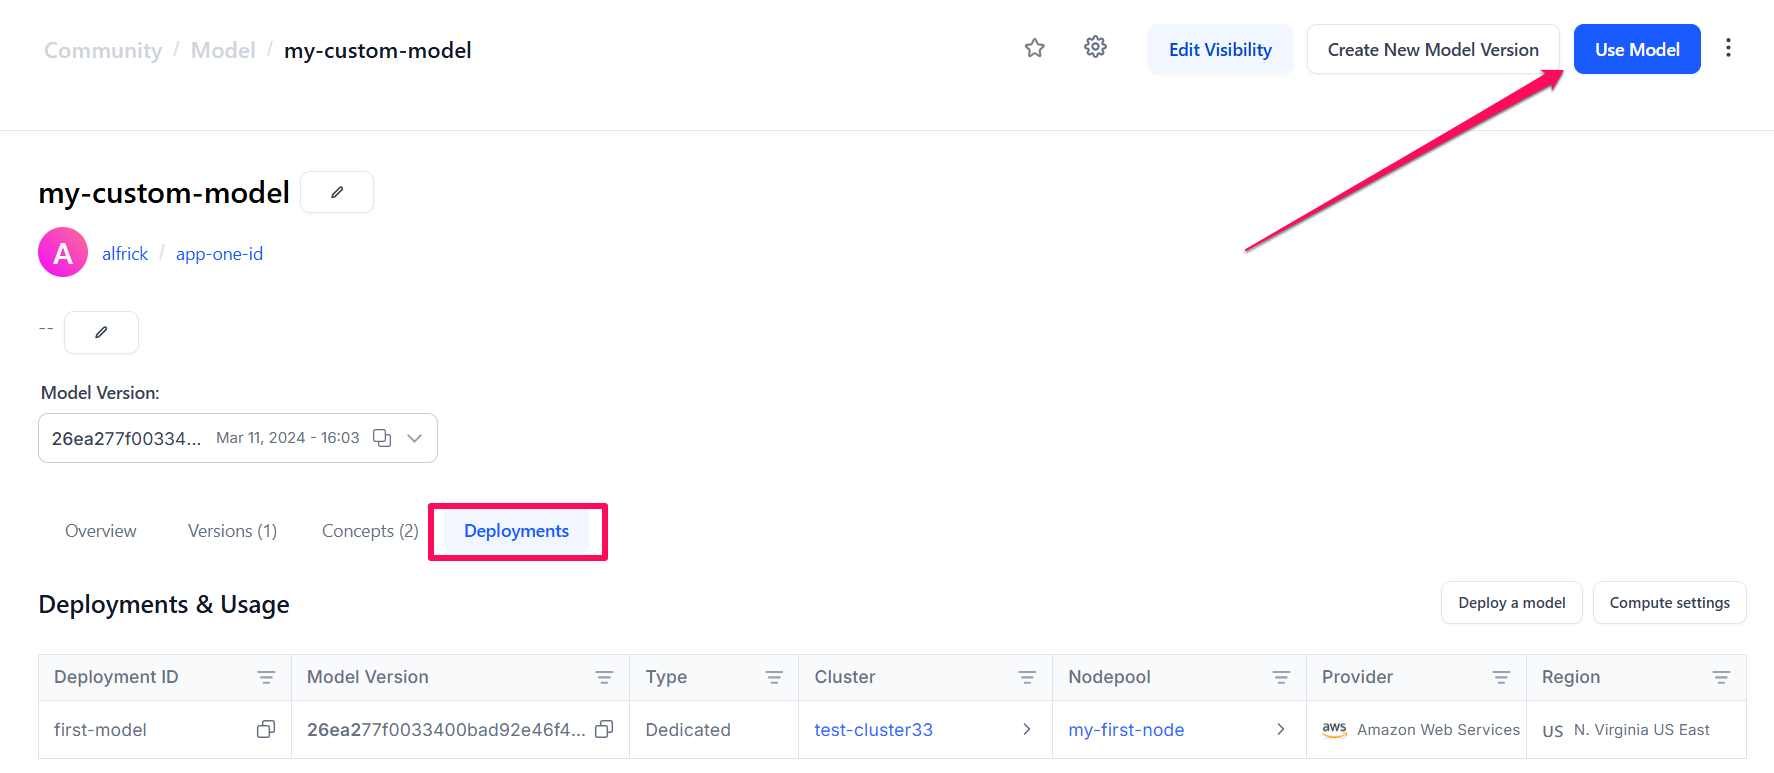 Community / Model / my-custom-model
Edit Visibility
Create New Model Version
Use Model
my-custom-model
A
alfrick / app-one-id
--
Model Version:
26ea277f00334... Mar 11, 2024 - 16:03
Overview Versions (1) Concepts (2) Deployments
Deployments & Usage
Deploy a model
Compute settings
Deployment ID Model Version Type Cluster Nodepool Provider Region
first-model 26ea277f0033400bad92e46f4... Dedicated test-cluster33 my-first-node aws Amazon Web Services US N. Virginia US East